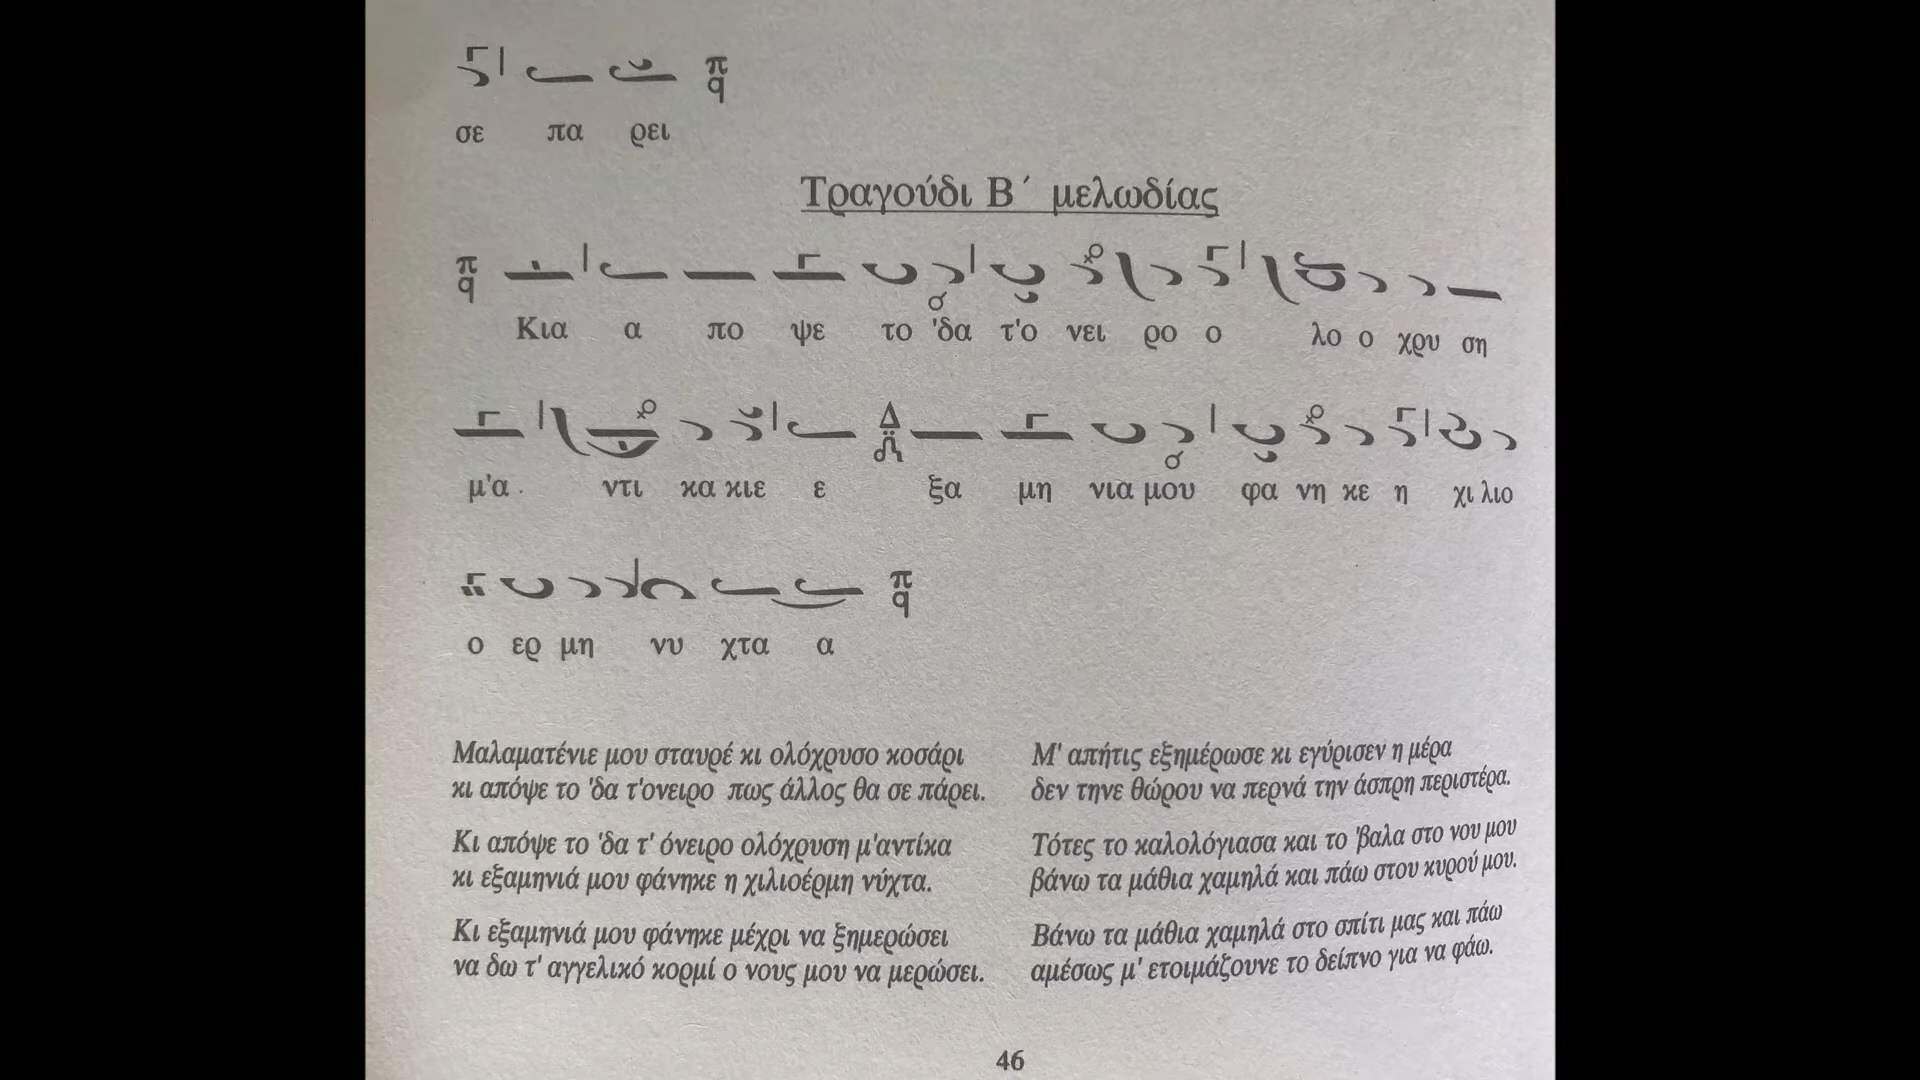 π
q
σε πα ρει
Τραγούδι Β΄ μελωδίας
π
q
Κια α πο ψε το 'δα τ'ο νει ρο ο λο ο χρυ ση
Δ
μ'α. ντι κα κιε ε ξα μη νια μου φα νη κε η χι λιο
π
q
ο ερ μη νυ χτα α
Μαλαματένιε μου σταυρέ κι ολόχρυσο κοσάρι
κι απόψε το 'δα τ'ονειρο πως άλλος θα σε πάρει.
Κι απόψε το 'δα τ' όνειρο ολόχρυση μ'αντίκα
κι εξαμηνιά μου φάνηκε η χιλιοέρμη νύχτα.
Κι εξαμηνιά μου φάνηκε μέχρι να ξημερώσει
να δω τ' αγγελικό κορμί ο νους μου να μερώσει.
Μ' απήτις εξημέρωσε κι εγύρισεν η μέρα
δεν τηνε θώρου να περνά την άσπρη περιστέρα.
Τότες το καλολόγιασα και το 'βαλα στο νου μου
βάνω τα μάθια χαμηλά και πάω στου κυρού μου.
Βάνω τα μάθια χαμηλά στο σπίτι μας και πάω
αμέσως μ' ετοιμάζουνε το δείπνο για να φάω.
46